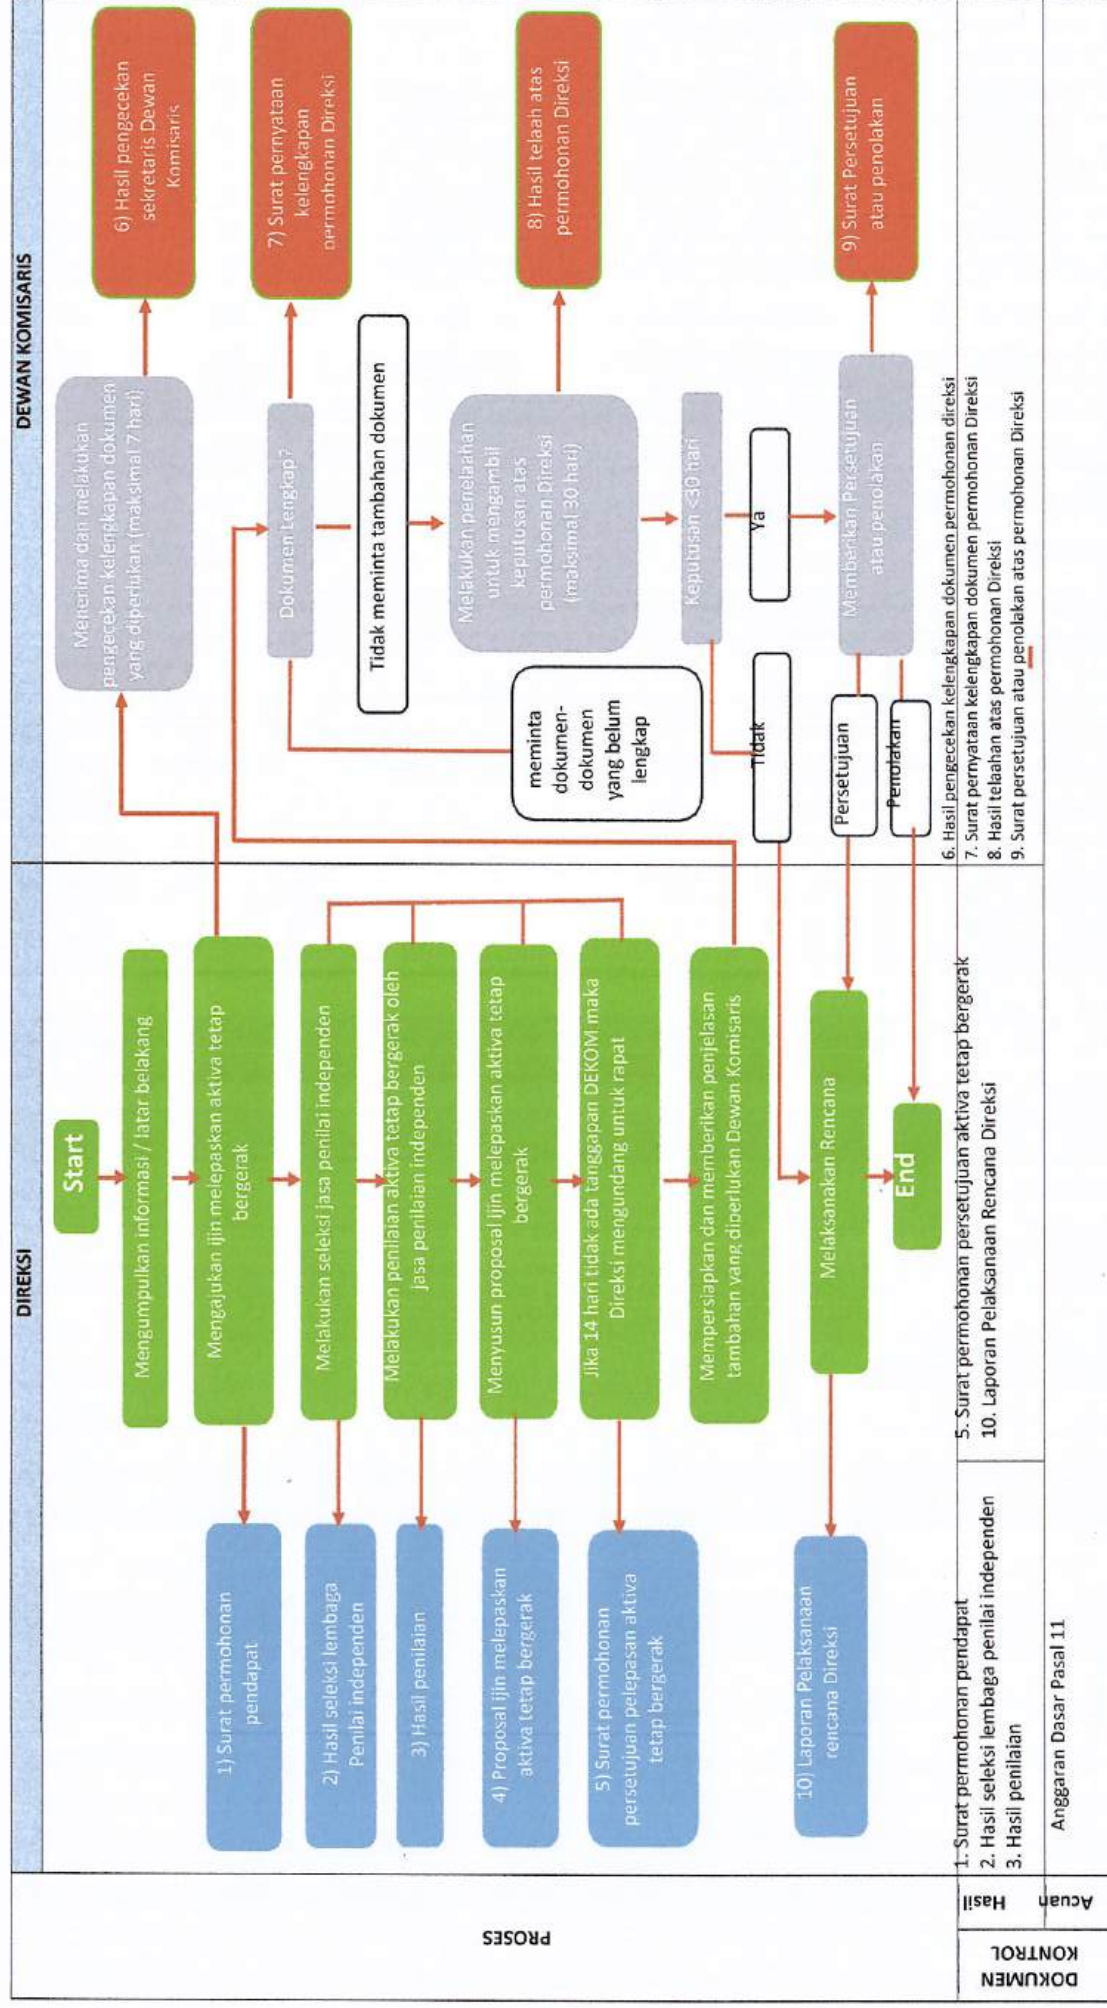 DIREKSI
DEWAN KOMISARIS
PROSES
Start
Mengumpulkan informasi / latar belakang
Mengajukan ijin melepaskan aktiva tetap
bergerak
Melakukan seleksi jasa penilai independen
Melakukan penilaian aktiva tetap bergerak oleh
jasa penilaian independen
Menyusun proposal ijin melepaskan aktiva tetap
bergerak
Jika 14 hari tidak ada tanggapan DEKOM maka
Direksi mengundang untuk rapat
Mempersiapkan dan memberikan penjelasan
tambahan yang diperlukan Dewan Komisaris
Melaksanakan Rencana
End
1) Surat permohonan
pendapat
2) Hasil seleksi lembaga
Penilai independen
3) Hasil penilaian
4) Proposal ijin melepaskan
aktiva tetap bergerak
5) Surat permohonan
persetujuan pelepasan aktiva
tetap bergerak
10) Laporan Pelaksanaan
rencana Direksi
Menerima dan melakukan
pengecekan kelengkapan dokumen
yang diperlukan (maksimal 7 hari)
Dokumen Lengkap?
Tidak meminta tambahan dokumen
meminta
dokumen-
dokumen
yang belum
lengkap
Melakukan penelaahan
untuk mengambil
keputusan atas
permohonan Direksi
(maksimal 30 hari)
Keputusan <30 hari
Ya
Tidak
Memberikan Persetujuan
atau penolakan
Persetujuan
Penolakan
6) Hasil pengecekan
sekretaris Dewan
Komisaris
7) Surat pernyataan
kelengkapan
permohonan Direksi
8) Hasil telaah atas
permohonan Direksi
9) Surat Persetujuan
atau penolakan
DOKUMEN
KONTROL
Hasil
1. Surat permohonan pendapat
2. Hasil seleksi lembaga penilai independen
3. Hasil penilaian
5. Surat permohonan persetujuan aktiva tetap bergerak
10. Laporan Pelaksanaan Rencana Direksi
6. Hasil pengecekan kelengkapan dokumen permohonan direksi
7. Surat pernyataan kelengkapan dokumen permohonan Direksi
8. Hasil telaahan atas permohonan Direksi
9. Surat persetujuan atau penolakan atas permohonan Direksi
Acuan
Anggaran Dasar Pasal 11